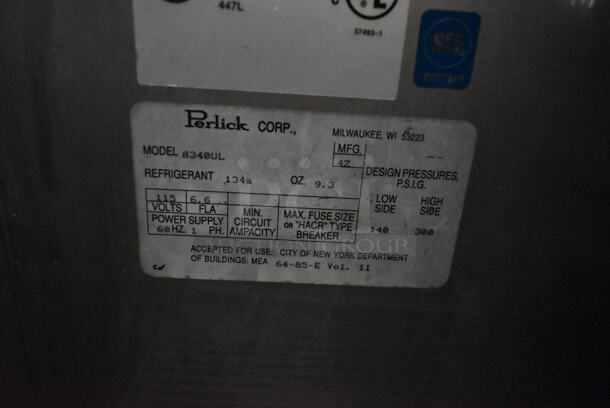 447L
57493-1
Perlick CORP.,
MILWAUKEE, WI 53223
MODEL 8340UL
MFG.
42
REFRIGERANT 134a OZ. 9.3
DESIGN PRESSURES, P.S.I.G.
115 6.6
LOW HIGH
VOLTS FLA MIN. MAX. FUSE SIZE
SIDE SIDE
POWER SUPPLY CIRCUIT OR "HACR" TYPE
60HZ 1 PH. AMPACITY BREAKER
140 300
ACCEPTED FOR USE: CITY OF NEW YORK DEPARTMENT
OF BUILDINGS: MEA 64-85-E Vol. II
GROUP